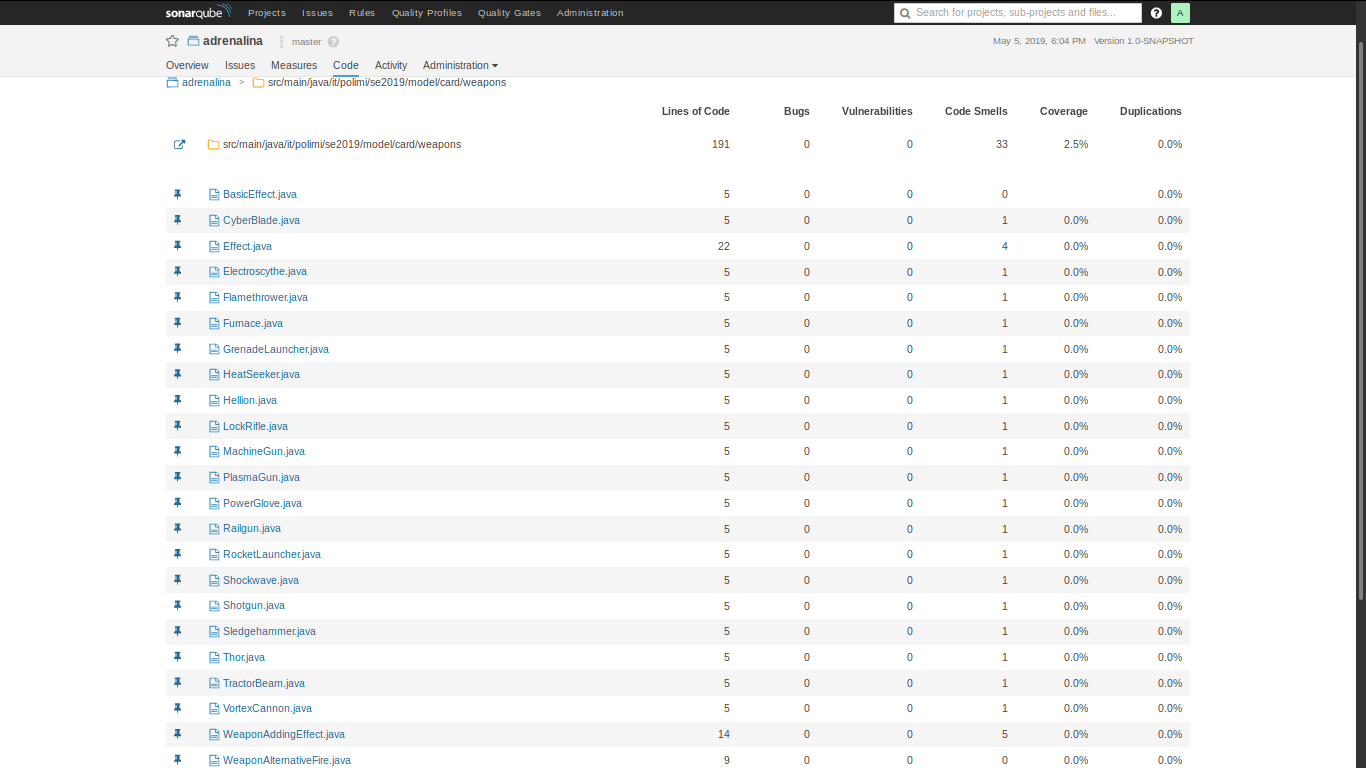 sonarqube Projects Issues Rules Quality Profiles Quality Gates Administration Search for projects, sub-projects and files... ? A
adrenalina master ? May 5, 2019, 6:04 PM Version 1.0-SNAPSHOT
Overview Issues Measures Code Activity Administration
adrenalina > src/main/java/it/polimi/se2019/model/card/weapons
Lines of Code Bugs Vulnerabilities Code Smells Coverage Duplications
src/main/java/it/polimi/se2019/model/card/weapons 191 0 0 33 2.5% 0.0%
BasicEffect.java 5 0 0 0 0.0%
CyberBlade.java 5 0 0 1 0.0% 0.0%
Effect.java 22 0 0 4 0.0% 0.0%
Electroscythe.java 5 0 0 1 0.0% 0.0%
Flamethrower.java 5 0 0 1 0.0% 0.0%
Furnace.java 5 0 0 1 0.0% 0.0%
GrenadeLauncher.java 5 0 0 1 0.0% 0.0%
HeatSeeker.java 5 0 0 1 0.0% 0.0%
Hellion.java 5 0 0 1 0.0% 0.0%
LockRifle.java 5 0 0 1 0.0% 0.0%
MachineGun.java 5 0 0 1 0.0% 0.0%
PlasmaGun.java 5 0 0 1 0.0% 0.0%
PowerGlove.java 5 0 0 1 0.0% 0.0%
Railgun.java 5 0 0 1 0.0% 0.0%
RocketLauncher.java 5 0 0 1 0.0% 0.0%
Shockwave.java 5 0 0 1 0.0% 0.0%
Shotgun.java 5 0 0 1 0.0% 0.0%
Sledgehammer.java 5 0 0 1 0.0% 0.0%
Thor.java 5 0 0 1 0.0% 0.0%
TractorBeam.java 5 0 0 1 0.0% 0.0%
VortexCannon.java 5 0 0 1 0.0% 0.0%
WeaponAddingEffect.java 14 0 0 5 0.0% 0.0%
WeaponAlternativeFire.java 9 0 0 0 0.0% 0.0%